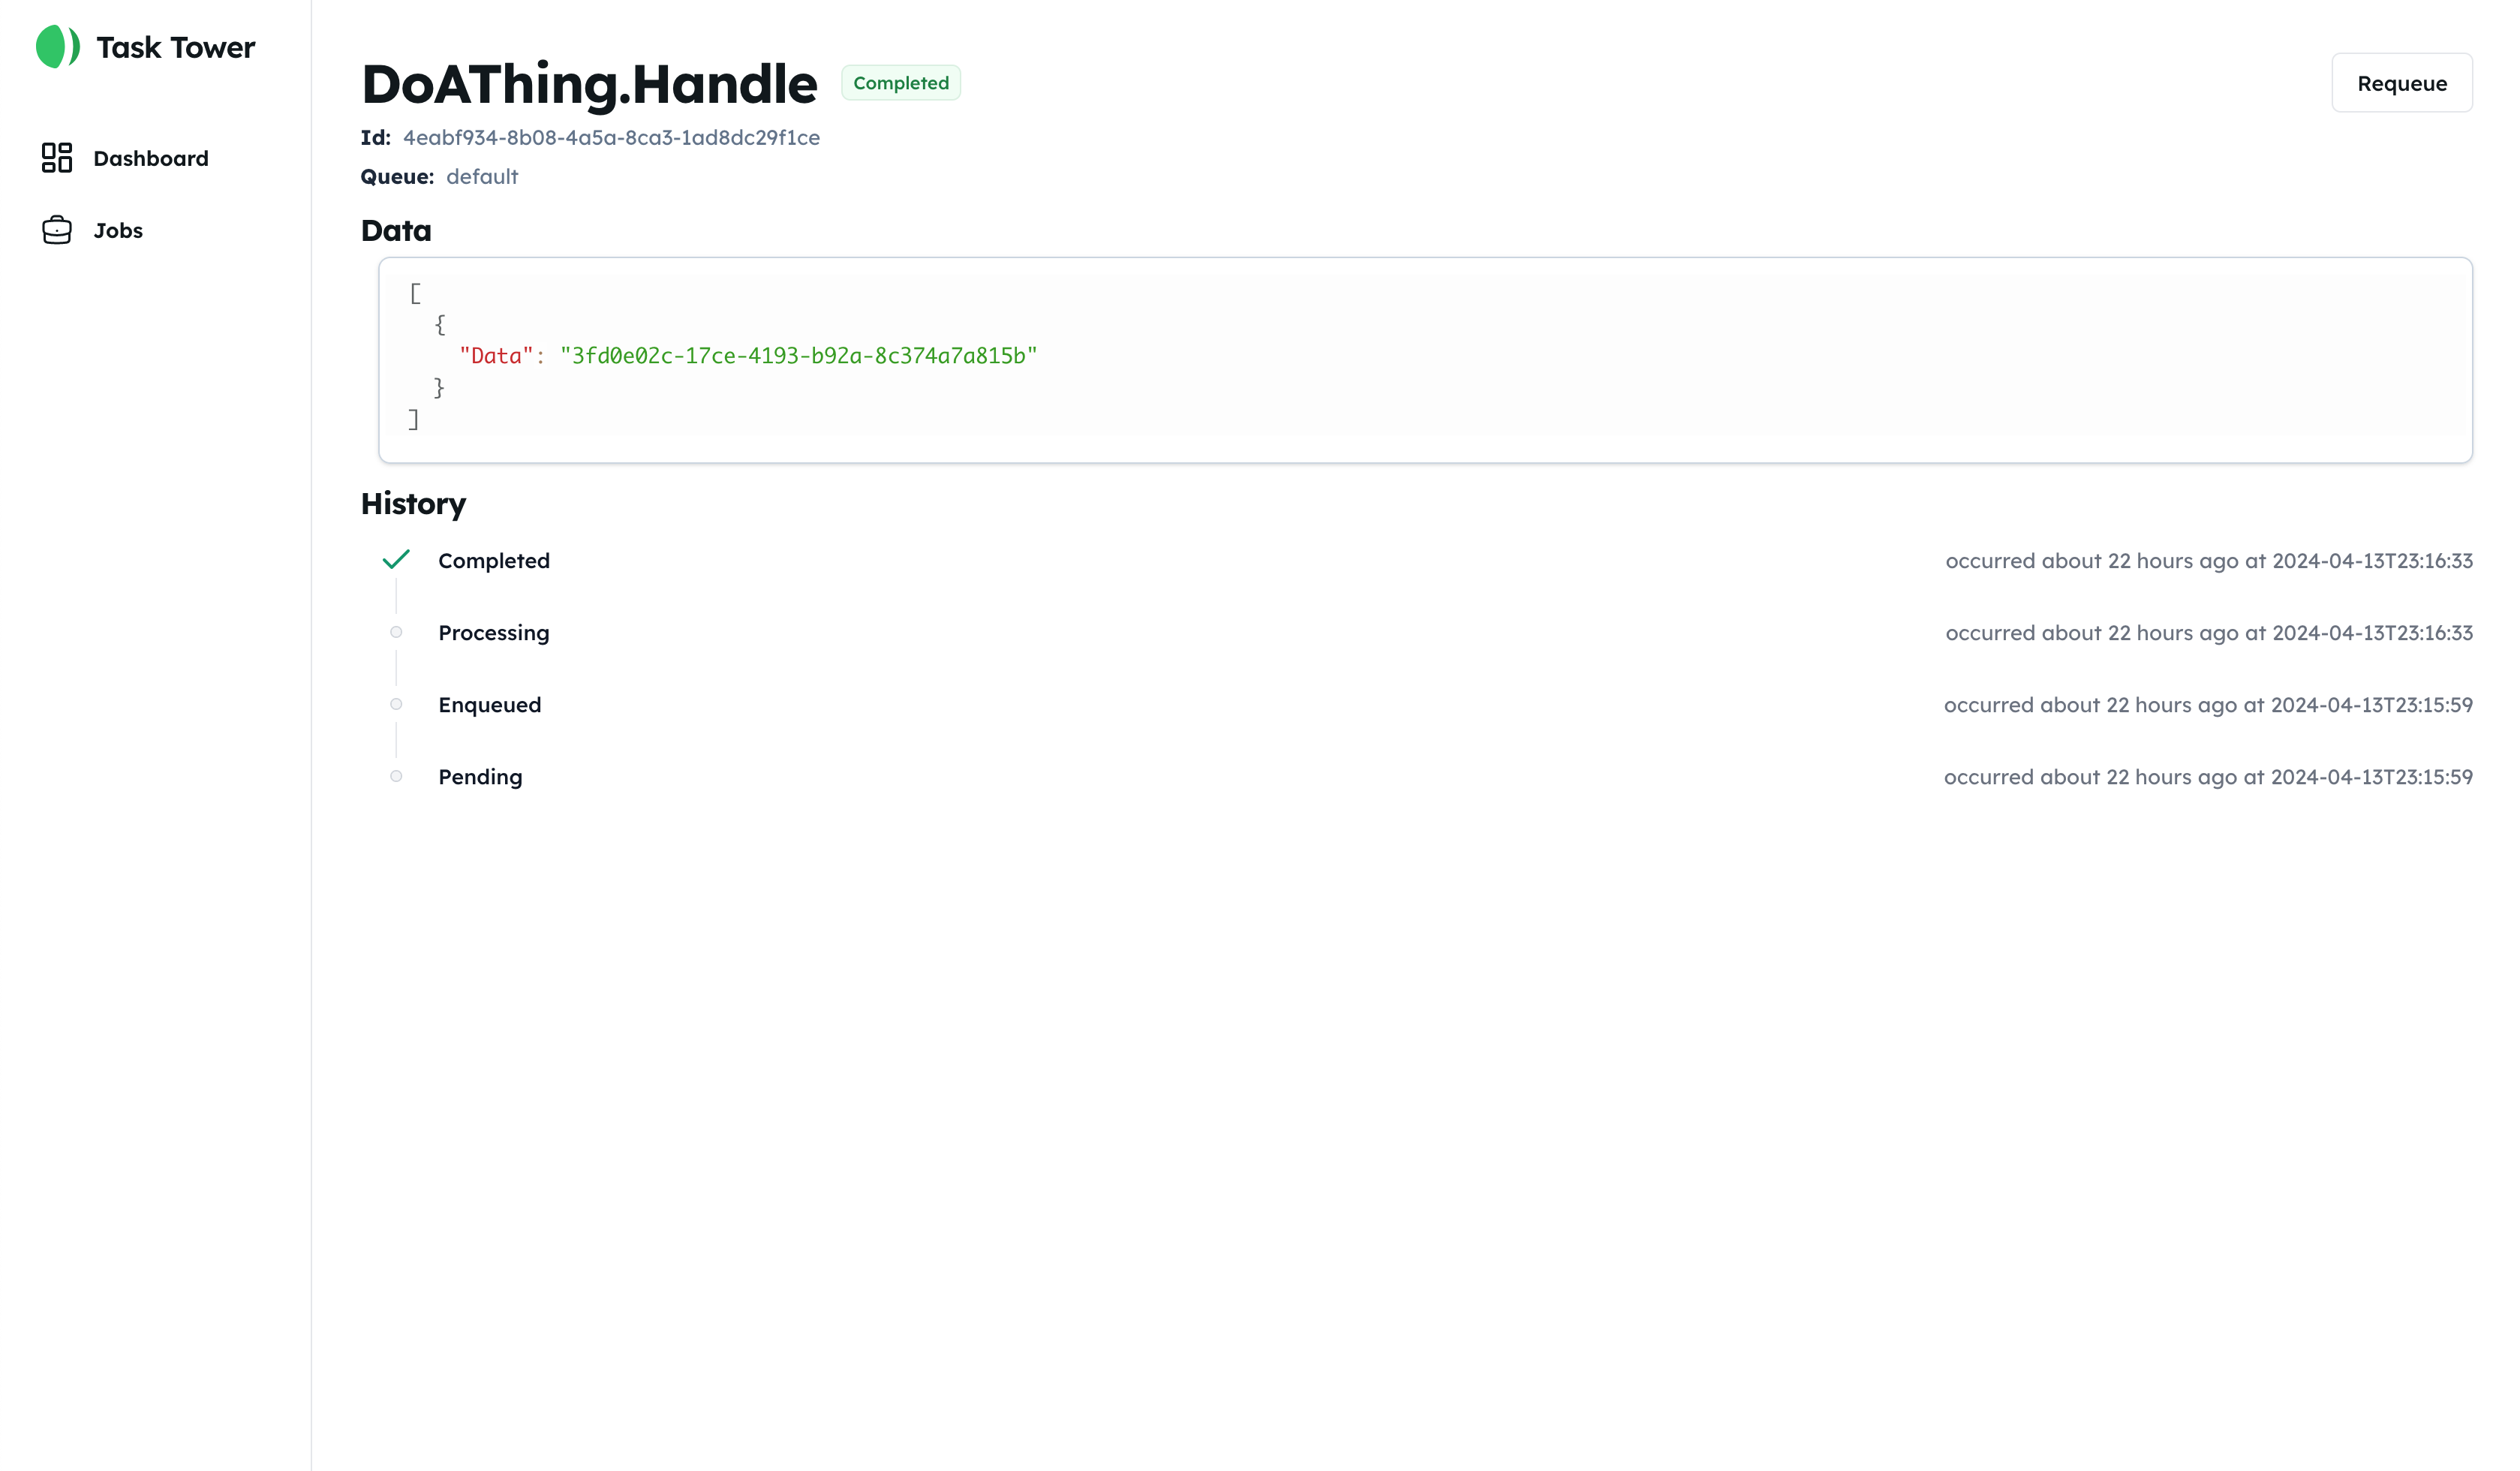 Task Tower
Dashboard
Jobs
DoAThing.Handle Completed
Requeue
Id: 4eabf934-8b08-4a5a-8ca3-1ad8dc29f1ce
Queue: default
Data
[
{
"Data": "3fd0e02c-17ce-4193-b92a-8c374a7a815b"
}
]
History
Completed occurred about 22 hours ago at 2024-04-13T23:16:33
Processing occurred about 22 hours ago at 2024-04-13T23:16:33
Enqueued occurred about 22 hours ago at 2024-04-13T23:15:59
Pending occurred about 22 hours ago at 2024-04-13T23:15:59